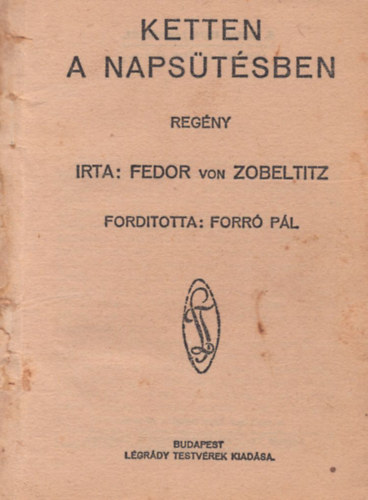 KETTEN
A NAPSÜTÉSBEN
REGÉNY
IRTA: FEDOR VON ZOBELTITZ
FORDITOTTA: FORRÓ PÁL
BUDAPEST
LÉGRÁDY TESTVÉREK KIADÁSA.